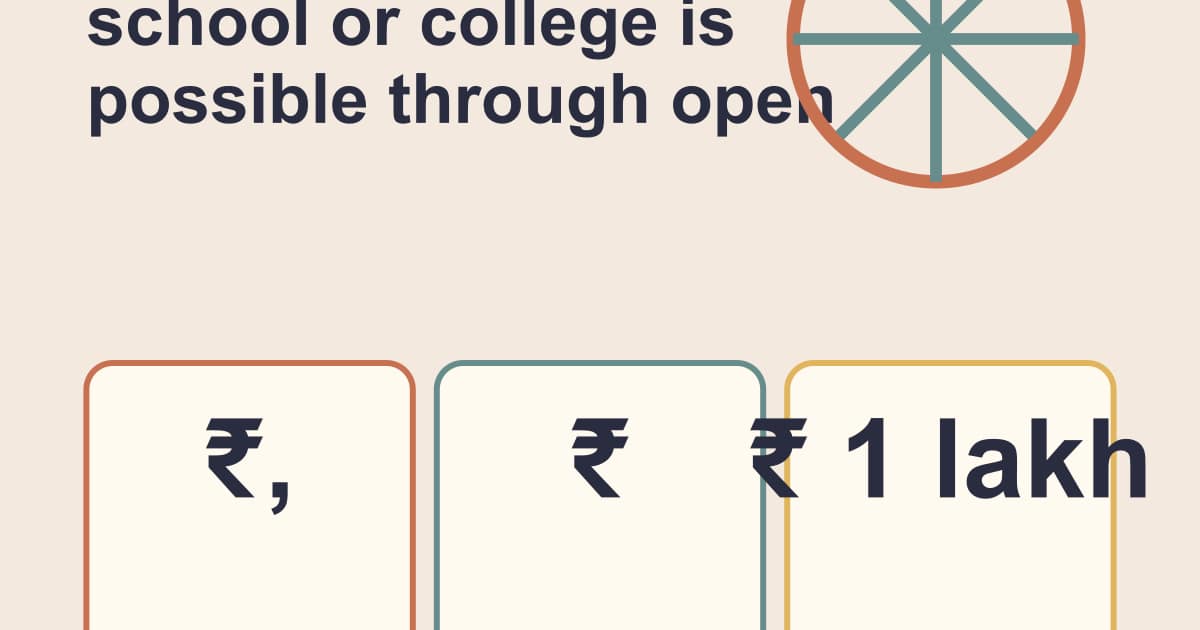 school or college is
possible through open
₹,
₹
₹ 1 lakh